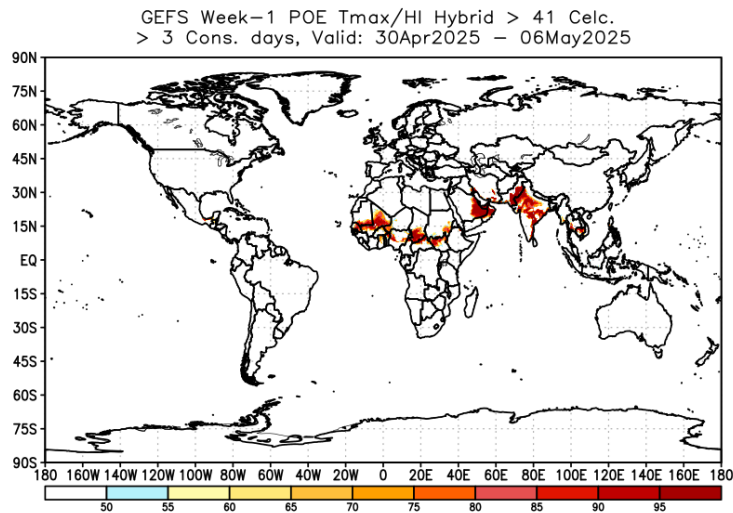 GEFS Week-1 POE Tmax/HI Hybrid > 41 Celc.
> 3 Cons. days, Valid: 30Apr2025 - 06May2025
90N
75N
60N
45N
30N
15N
EQ
15S
30S
45S
60S
75S
90S
180 160W 140W 120W 100W 80W 60W 40W 20W 0 20E 40E 60E 80E 100E 120E 140E 160E 180
50 55 60 65 70 75 80 85 90 95